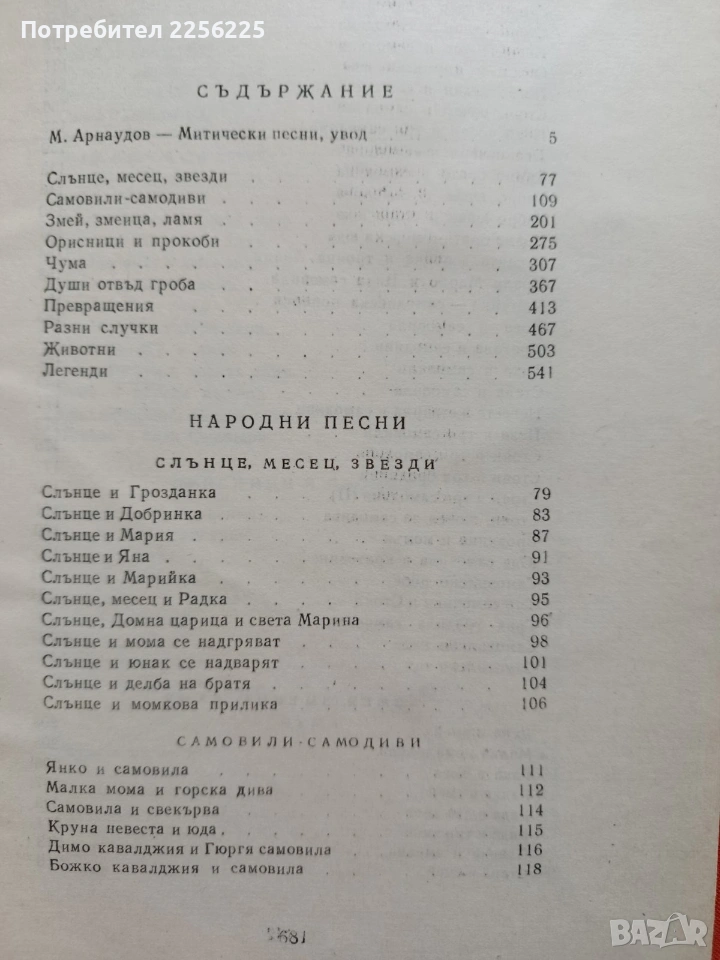 Потребител 2256225
СЪДЪРЖАНИЕ
М. Арнаудов — Митически песни, увод 5
Слънце, месец, звезди . . . . . . . 77
Самовили-самодиви . . . . . . . . 109
Змей, змеица, ламя . . . . . . . . 201
Орисници и прокоби . . . . . . . . 275
Чума . . . . . . . . . . . 307
Души отвъд гроба . . . . . . . . 367
Превращения . . . . . . . . . 413
Разни случки . . . . . . . . . 467
Животни . . . . . . . . . . 503
Легенди . . . . . . . . . . 541
НАРОДНИ ПЕСНИ
СЛЪНЦЕ, МЕСЕЦ, ЗВЕЗДИ
Слънце и Грозданка . . . . . . . 79
Слънце и Добринка . . . . . . . . 83
Слънце и Мария . . . . . . . . 87
Слънце и Яна . . . . . . . . . 91
Слънце и Марийка . . . . . . . . 93
Слънце, месец и Радка . . . . . . . 95
Слънце, Домна царица и света Марина . . . . 96
Слънце и мома се надгряват . . . . . . 98
Слънце и юнак се надварят . . . . . . 101
Слънце и делба на братя . . . . . . 104
Слънце и момкова прилика . . . . . . 106
САМОВИЛИ-САМОДИВИ
Янко и самовила . . . . . . . . 111
Малка мома и горска дива . . . . . . 112
Самовила и свекърва . . . . . . . 114
Круна певеста и юда . . . . . . . 115
Димо кавалджия и Гюргя самовила . . . . 116
Божко кавалджия и самовила . . . . . 118
681
BAZAR